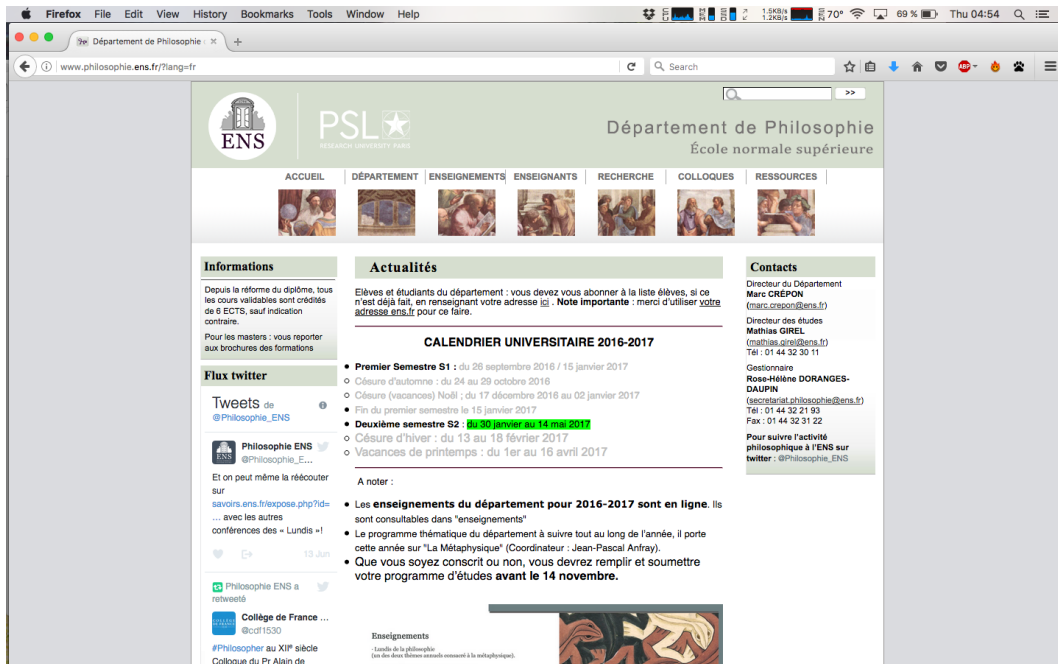 Firefox File Edit View History Bookmarks Tools Window Help
1.5KB/s
1.2KB/s
70° 69 % Thu 04:54
Département de Philosophie
www.philosophie.ens.fr/?lang=fr
Search
ABP
>>
ENS
PSL
RESEARCH UNIVERSITY PARIS
Département de Philosophie
École normale supérieure
ACCUEIL DÉPARTEMENT ENSEIGNEMENTS ENSEIGNANTS RECHERCHE COLLOQUES RESSOURCES
Informations
Depuis la réforme du diplôme, tous
les cours validables sont crédités
de 6 ECTS, sauf indication
contraire.
Pour les masters : vous reporter
aux brochures des formations
Flux twitter
Tweets de
@Philosophie_ENS
Philosophie ENS
@Philosophie_E...
Et on peut même la réécouter
sur
savoirs.ens.fr/expose.php?id=
… avec les autres
conférences des « Lundis »!
13 Jun
Philosophie ENS a
retweeté
Collège de France ...
@cdf1530
#Philosopher au XIIᵉ siècle
Colloque du Pr Alain de
Actualités
Elèves et étudiants du département : vous devez vous abonner à la liste élèves, si ce
n'est déjà fait, en renseignant votre adresse ici . Note importante : merci d'utiliser votre
adresse ens.fr pour ce faire.
CALENDRIER UNIVERSITAIRE 2016-2017
Premier Semestre S1 : du 26 septembre 2016 / 15 janvier 2017
Césure d'automne : du 24 au 29 octobre 2016
Césure (vacances) Noël ; du 17 décembre 2016 au 02 janvier 2017
Fin du premier semestre le 15 janvier 2017
Deuxième semestre S2 : du 30 janvier au 14 mai 2017
Césure d'hiver : du 13 au 18 février 2017
Vacances de printemps : du 1er au 16 avril 2017
A noter :
Les enseignements du département pour 2016-2017 sont en ligne. Ils
sont consultables dans "enseignements"
Le programme thématique du département à suivre tout au long de l'année, il porte
cette année sur "La Métaphysique" (Coordinateur : Jean-Pascal Anfray).
Que vous soyez conscrit ou non, vous devrez remplir et soumettre
votre programme d'études avant le 14 novembre.
Enseignements
- Lundis de la philosophie
(un des deux thèmes annuels consacré à la métaphysique).
Contacts
Directeur du Département
Marc CRÉPON
(marc.crepon@ens.fr)
Directeur des études
Mathias GIREL
(mathias.girel@ens.fr)
Tél : 01 44 32 30 11
Gestionnaire
Rose-Hélène DORANGES-
DAUPIN
(secretariat.philosophie@ens.fr)
Tél : 01 44 32 21 93
Fax : 01 44 32 31 22
Pour suivre l'activité
philosophique à l'ENS sur
twitter : @Philosophie_ENS